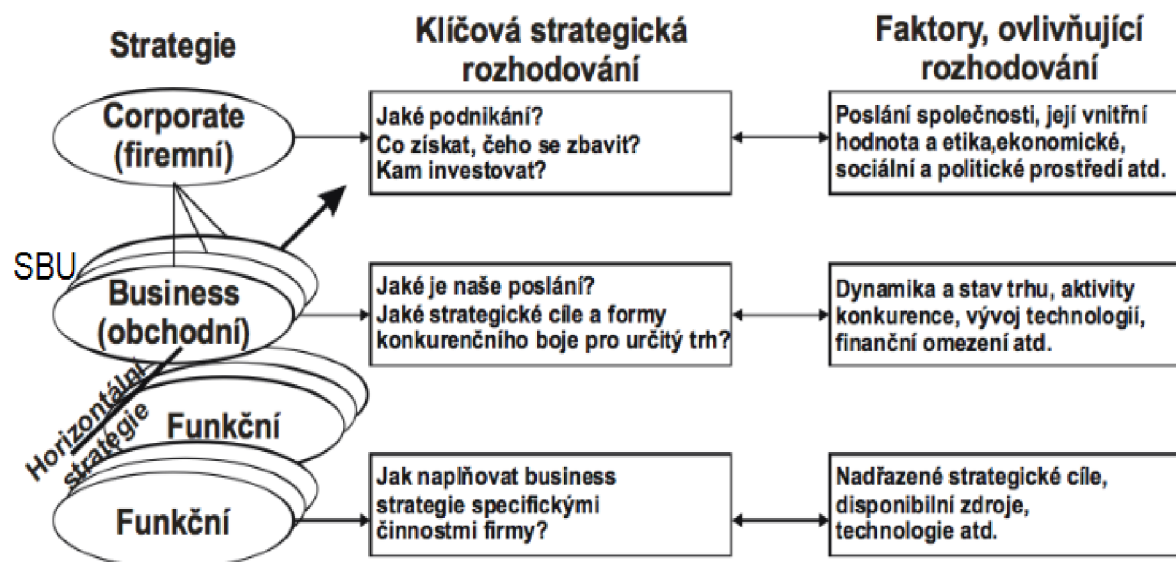 Strategie
Klíčová strategická
rozhodování
Faktory, ovlivňující
rozhodování
Corporate
(firemní)
Jaké podnikání?
Co získat, čeho se zbavit?
Kam investovat?
Poslání společnosti, její vnitřní
hodnota a etika,ekonomické,
sociální a politické prostředí atd.
SBU
Business
(obchodní)
Jaké je naše poslání?
Jaké strategické cíle a formy
konkurenčního boje pro určitý trh?
Dynamika a stav trhu, aktivity
konkurence, vývoj technologií,
finanční omezení atd.
Horizontální
stratégie
Funkční
Funkční
Jak naplňovat business
strategie specifickými
činnostmi firmy?
Nadřazené strategické cíle,
disponibilní zdroje,
technologie atd.